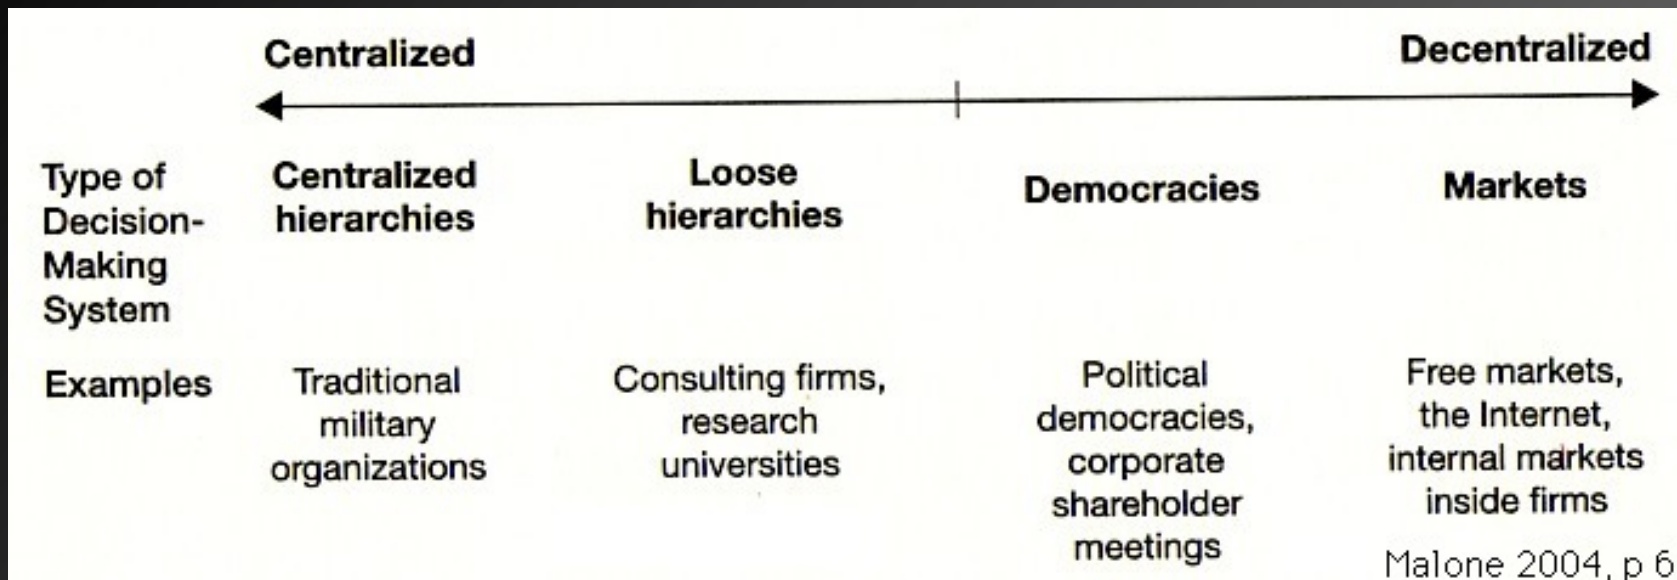 Centralized
Decentralized
Type of
Decision-
Making
System
Centralized
hierarchies
Loose
hierarchies
Democracies
Markets
Examples
Traditional
military
organizations
Consulting firms,
research
universities
Political
democracies,
corporate
shareholder
meetings
Free markets,
the Internet,
internal markets
inside firms
Malone 2004, p 6